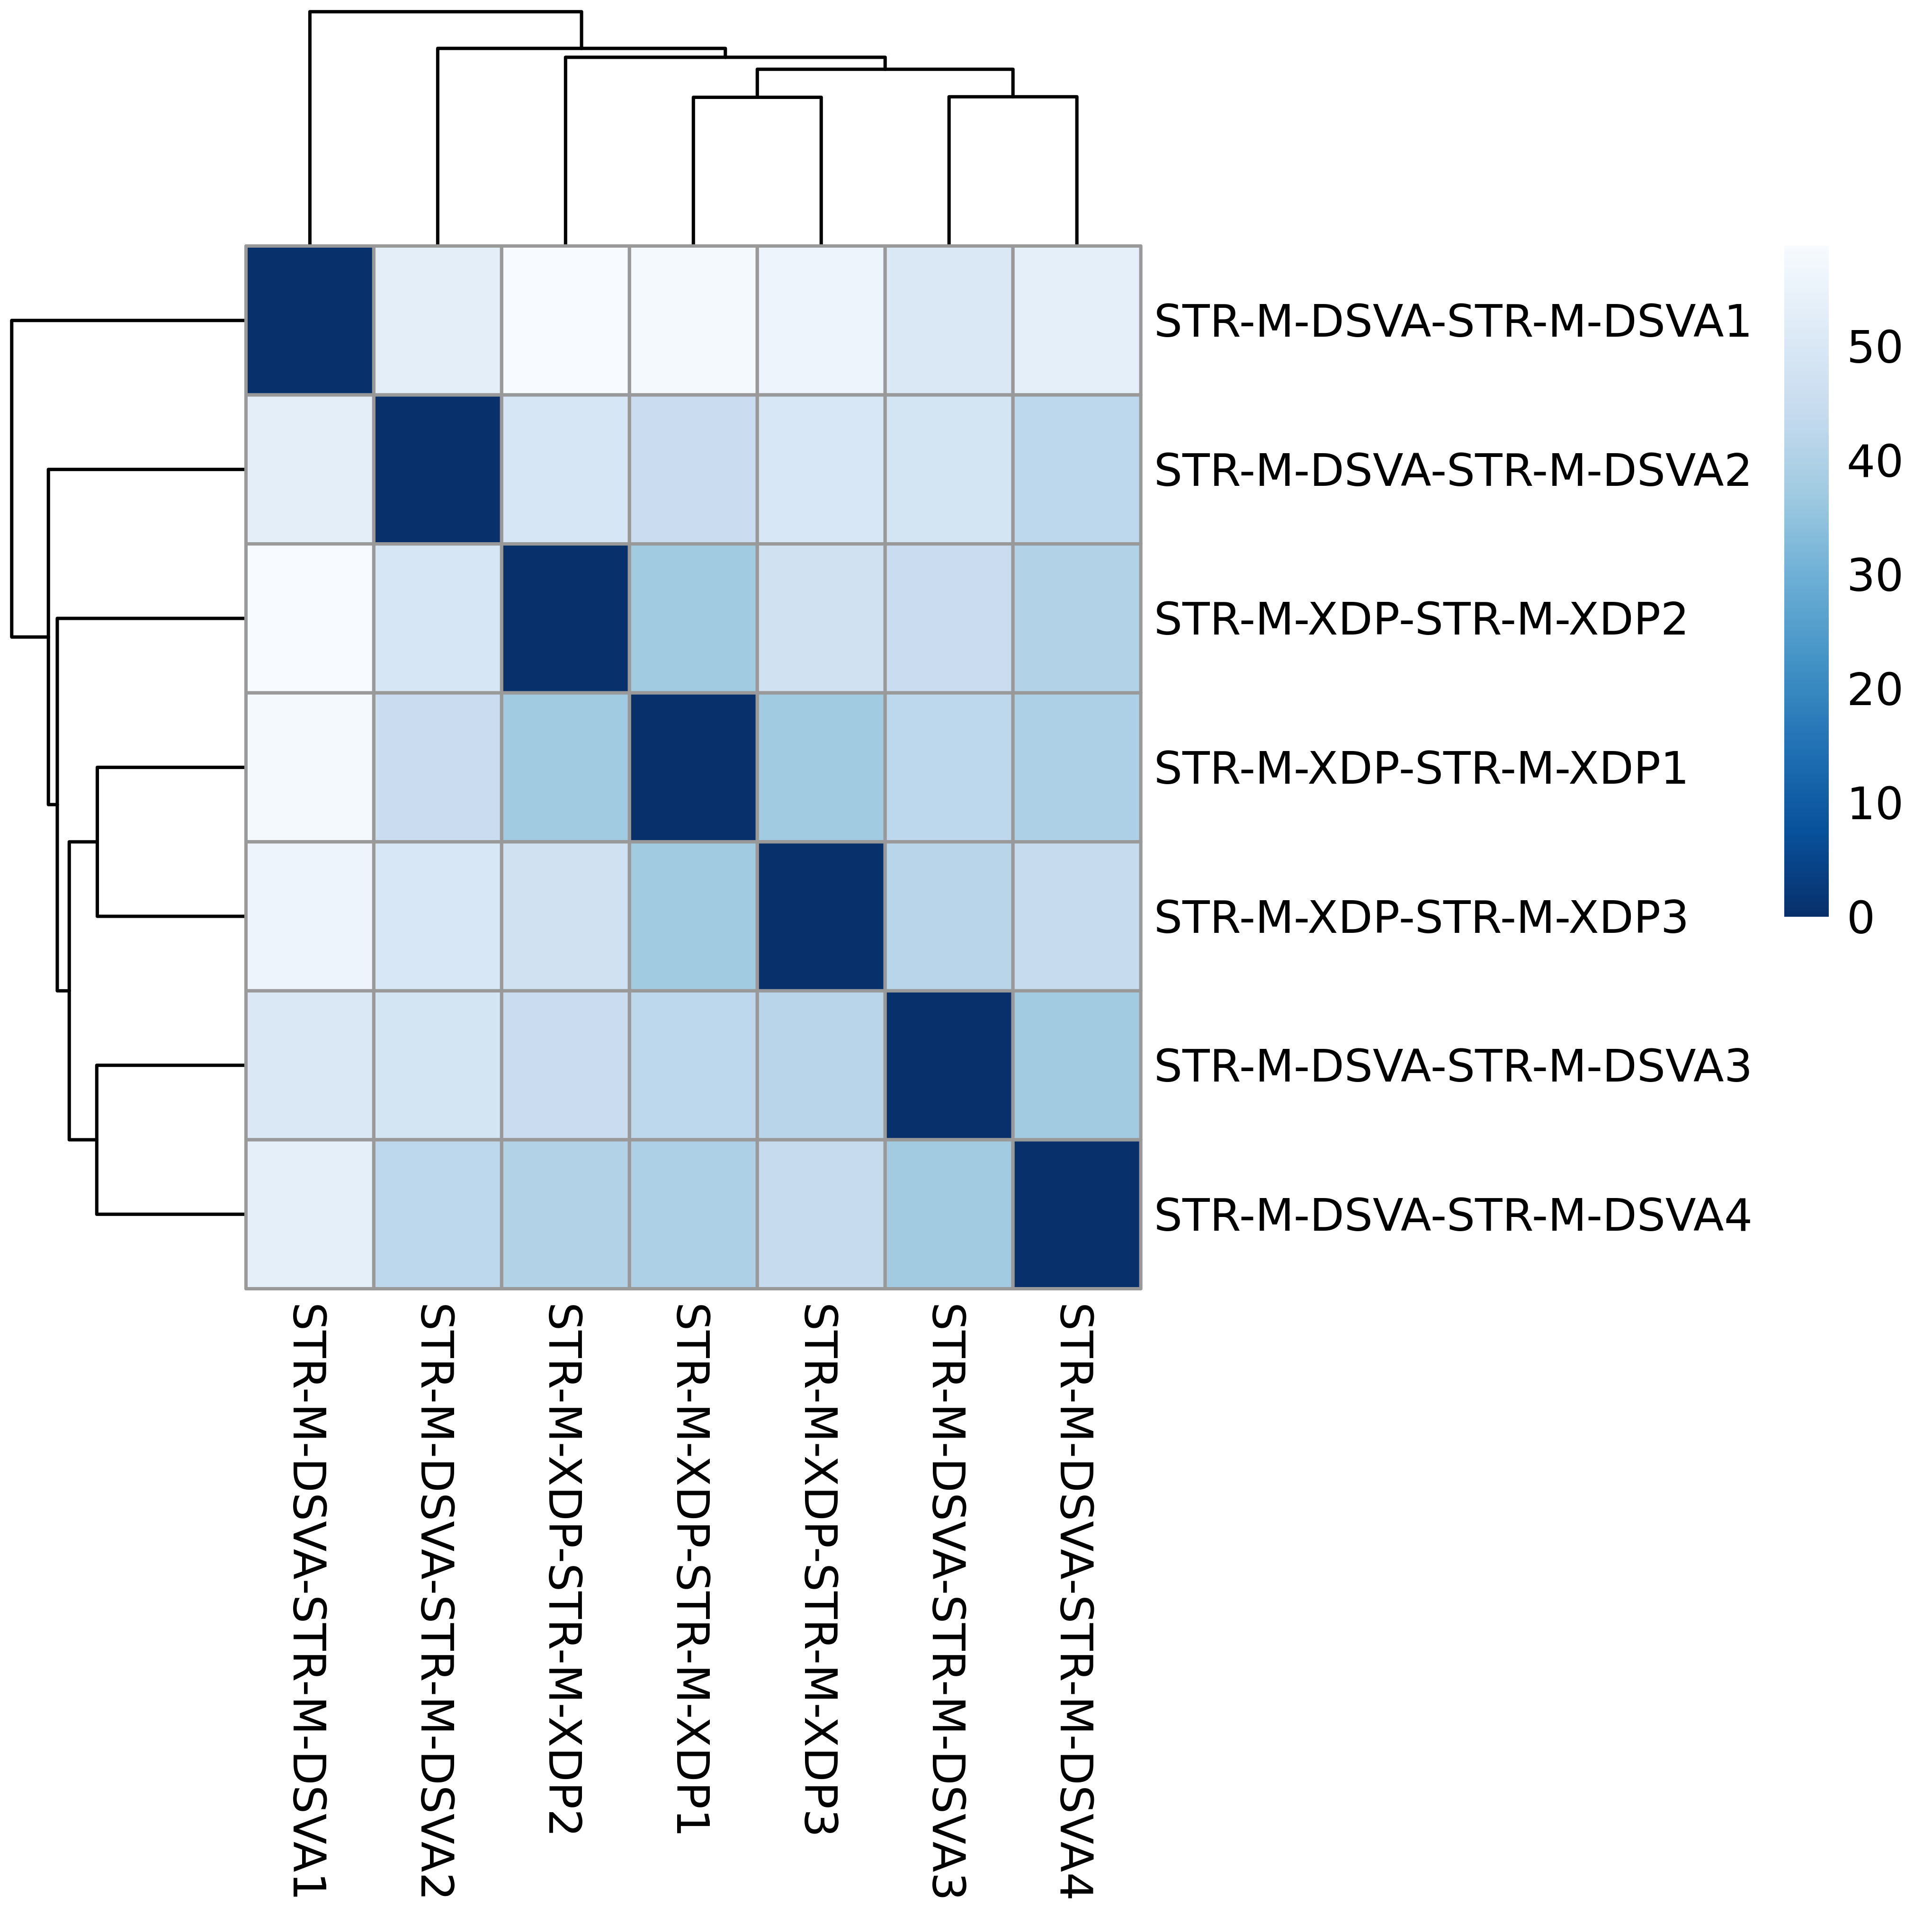 STR-M-DSVA-STR-M-DSVA1
STR-M-DSVA-STR-M-DSVA2
STR-M-XDP-STR-M-XDP2
STR-M-XDP-STR-M-XDP1
STR-M-XDP-STR-M-XDP3
STR-M-DSVA-STR-M-DSVA3
STR-M-DSVA-STR-M-DSVA4
50
40
30
20
10
0
STR-M-DSVA-STR-M-DSVA1
STR-M-DSVA-STR-M-DSVA2
STR-M-XDP-STR-M-XDP2
STR-M-XDP-STR-M-XDP1
STR-M-XDP-STR-M-XDP3
STR-M-DSVA-STR-M-DSVA3
STR-M-DSVA-STR-M-DSVA4